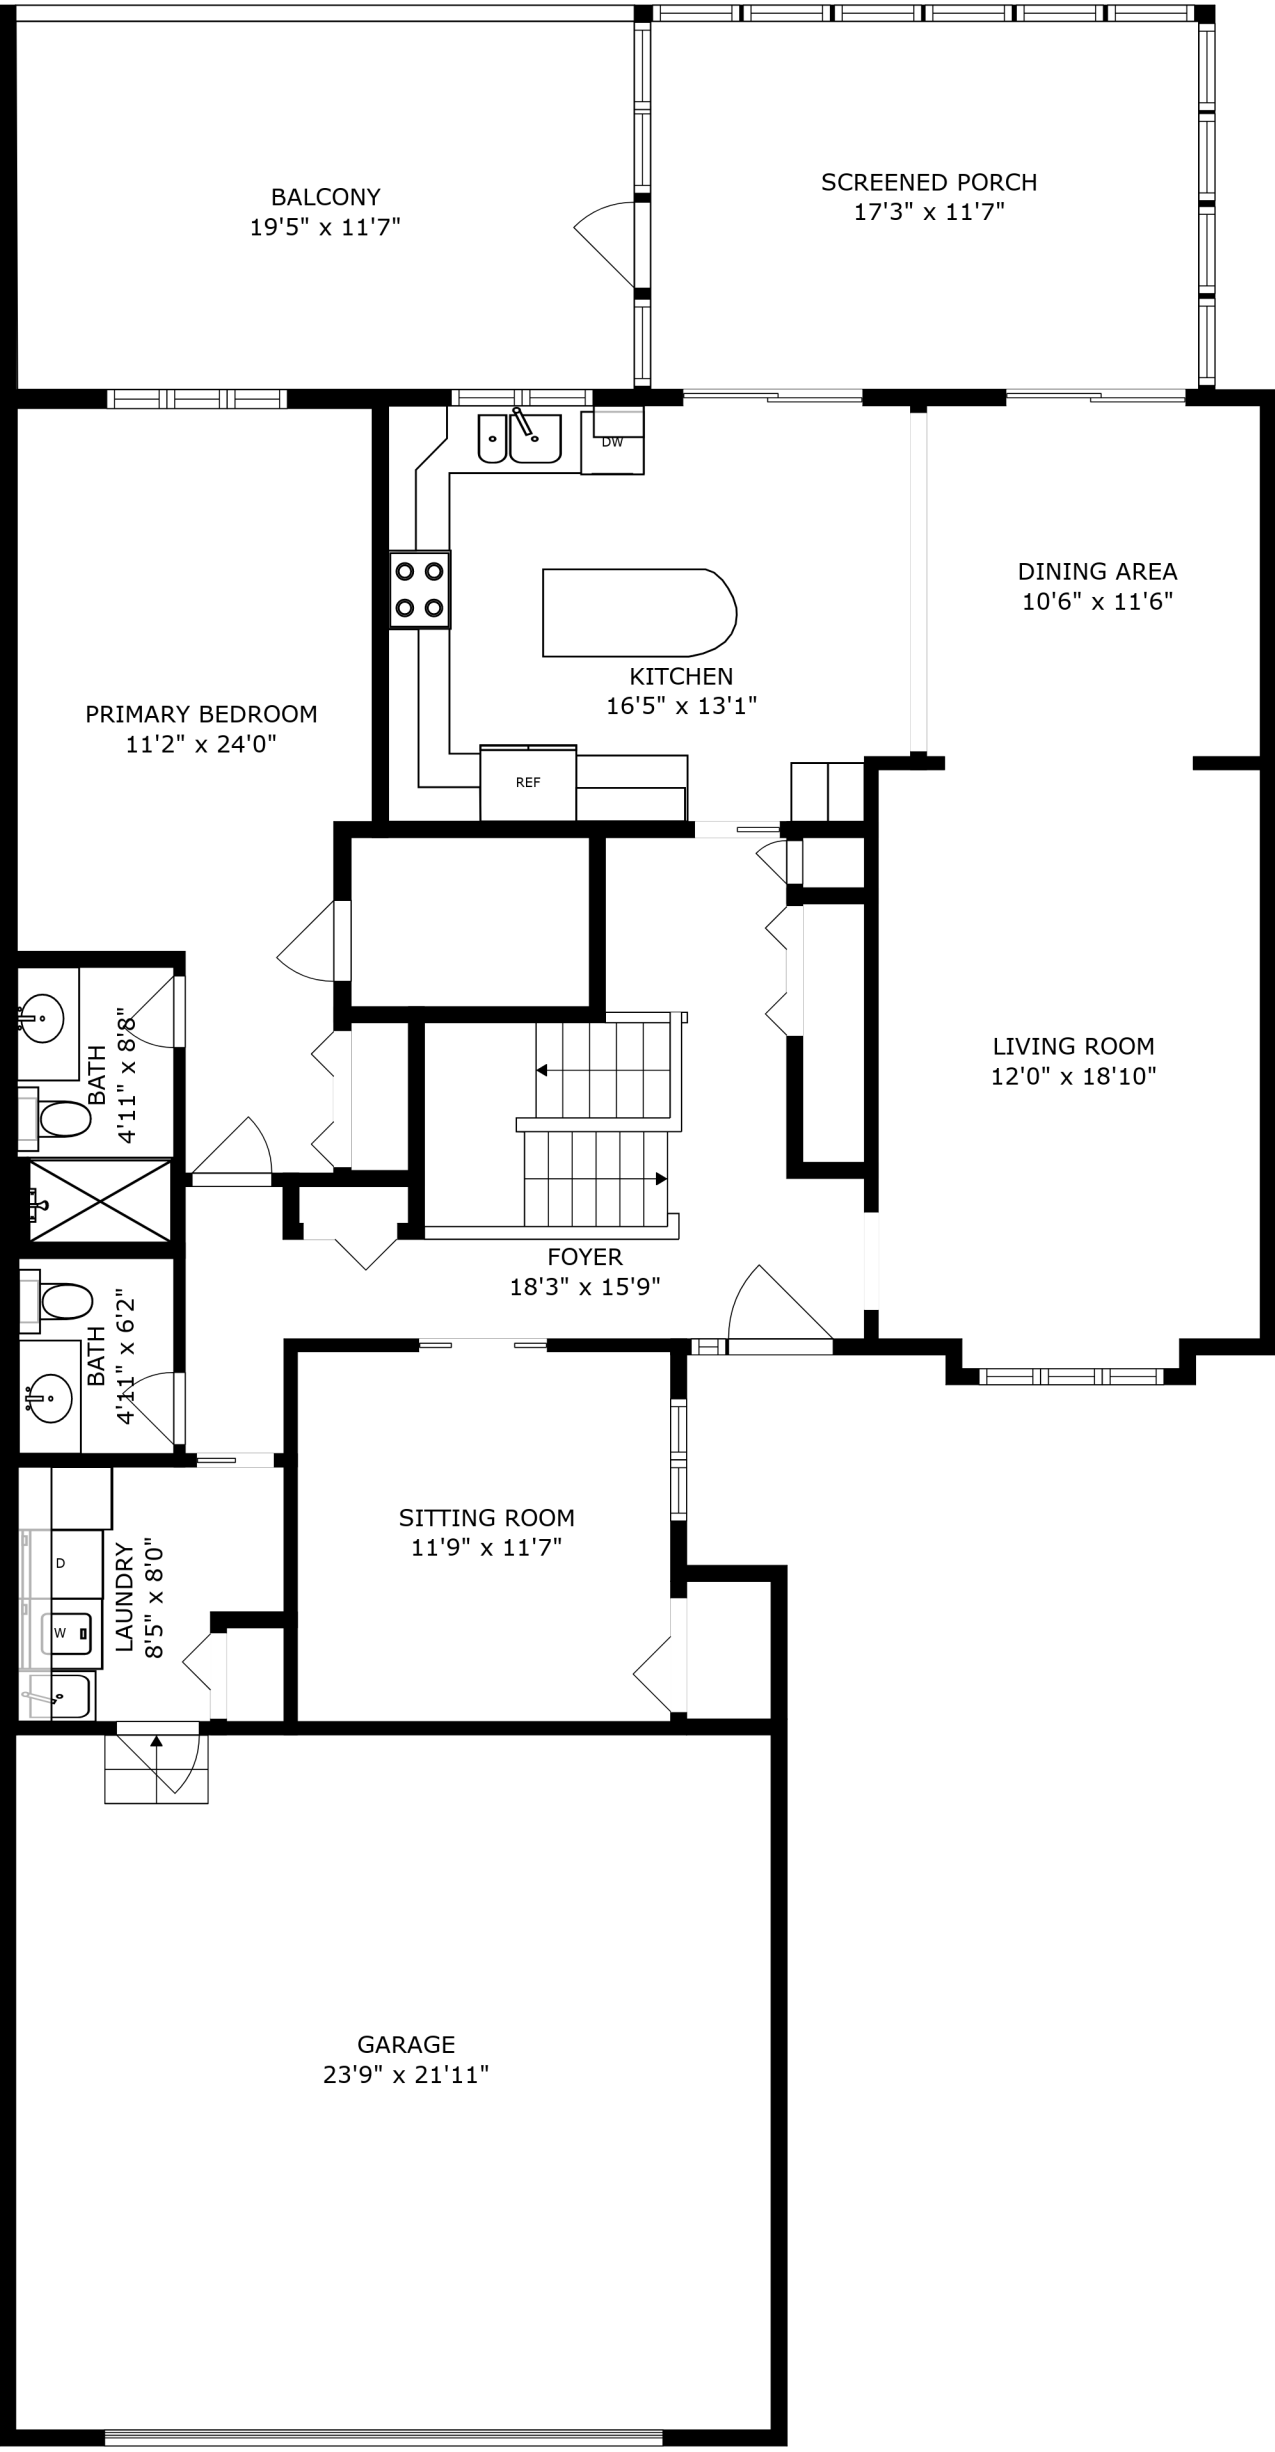 BALCONY
19'5" x 11'7"
SCREENED PORCH
17'3" x 11'7"
DW
DINING AREA
10'6" x 11'6"
KITCHEN
16'5" x 13'1"
PRIMARY BEDROOM
11'2" x 24'0"
REF
BATH
4'11" x 8'8"
LIVING ROOM
12'0" x 18'10"
FOYER
18'3" x 15'9"
BATH
4'11" x 6'2"
SITTING ROOM
11'9" x 11'7"
D
W
LAUNDRY
8'5" x 8'0"
GARAGE
23'9" x 21'11"